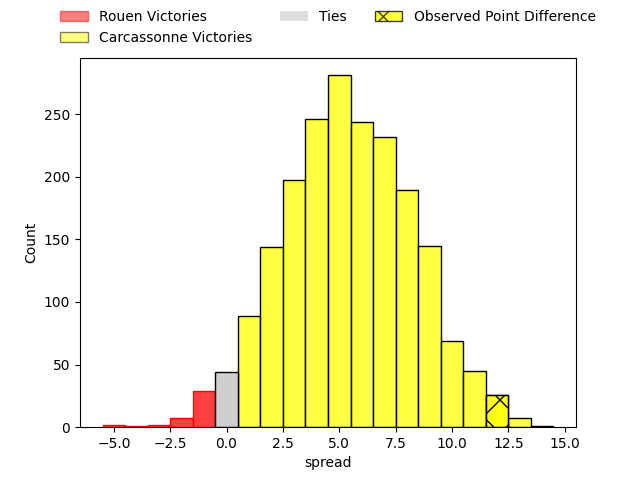 Rouen Victories
Carcassonne Victories
Ties
Observed Point Difference
Count
250
200
150
100
50
0
−5.0 −2.5 0.0 2.5 5.0 7.5 10.0 12.5 15.0
spread